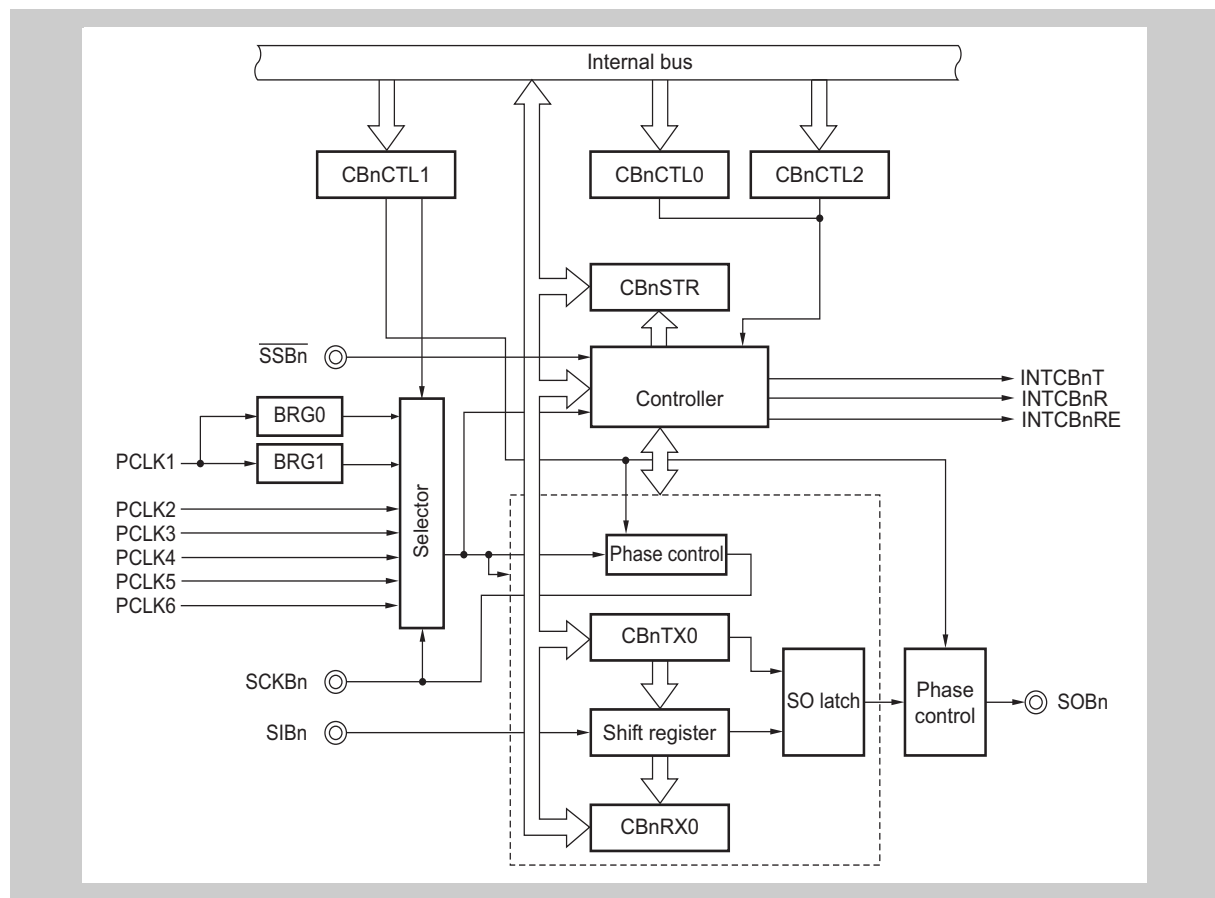 Internal bus
CBnCTL1
CBnCTL0
CBnCTL2
CBnSTR
SSBn
Controller
INTCBnT
INTCBnR
INTCBnRE
BRG0
PCLK1
BRG1
PCLK2
PCLK3
PCLK4
PCLK5
PCLK6
Selector
Phase control
CBnTX0
SCKBn
SO latch
Phase
control
SOBn
SIBn
Shift register
CBnRX0